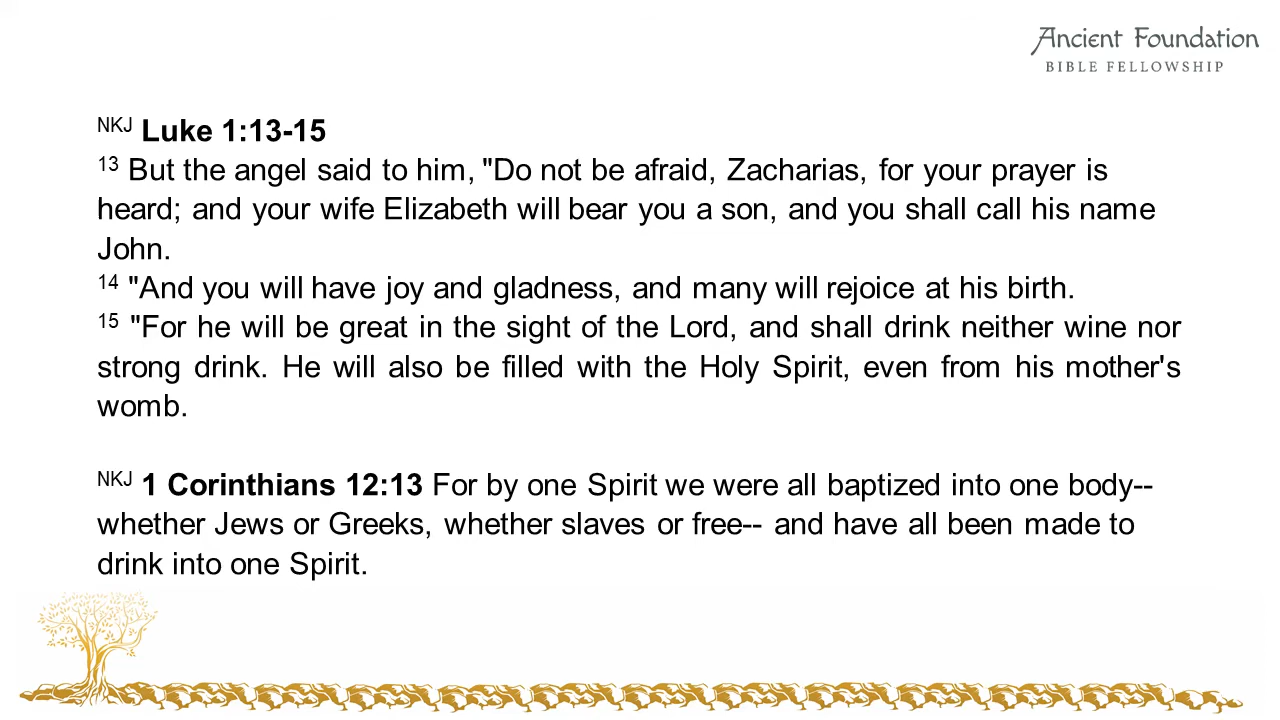 Ancient Foundation
BIBLE FELLOWSHIP
NKJ Luke 1:13-15
13 But the angel said to him, "Do not be afraid, Zacharias, for your prayer is
heard; and your wife Elizabeth will bear you a son, and you shall call his name
John.
14 "And you will have joy and gladness, and many will rejoice at his birth.
15 "For he will be great in the sight of the Lord, and shall drink neither wine nor
strong drink. He will also be filled with the Holy Spirit, even from his mother's
womb.
NKJ 1 Corinthians 12:13 For by one Spirit we were all baptized into one body--
whether Jews or Greeks, whether slaves or free-- and have all been made to
drink into one Spirit.